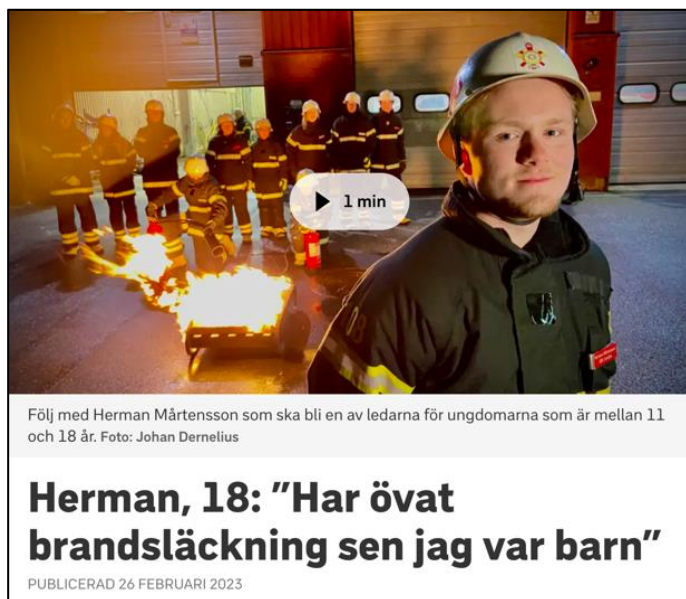 1 min
Följ med Herman Mårtensson som ska bli en av ledarna för ungdomarna som är mellan 11
och 18 år. Foto: Johan Dernelius
Herman, 18: ”Har övat
brandsläckning sen jag var barn”
PUBLICERAD 26 FEBRUARI 2023